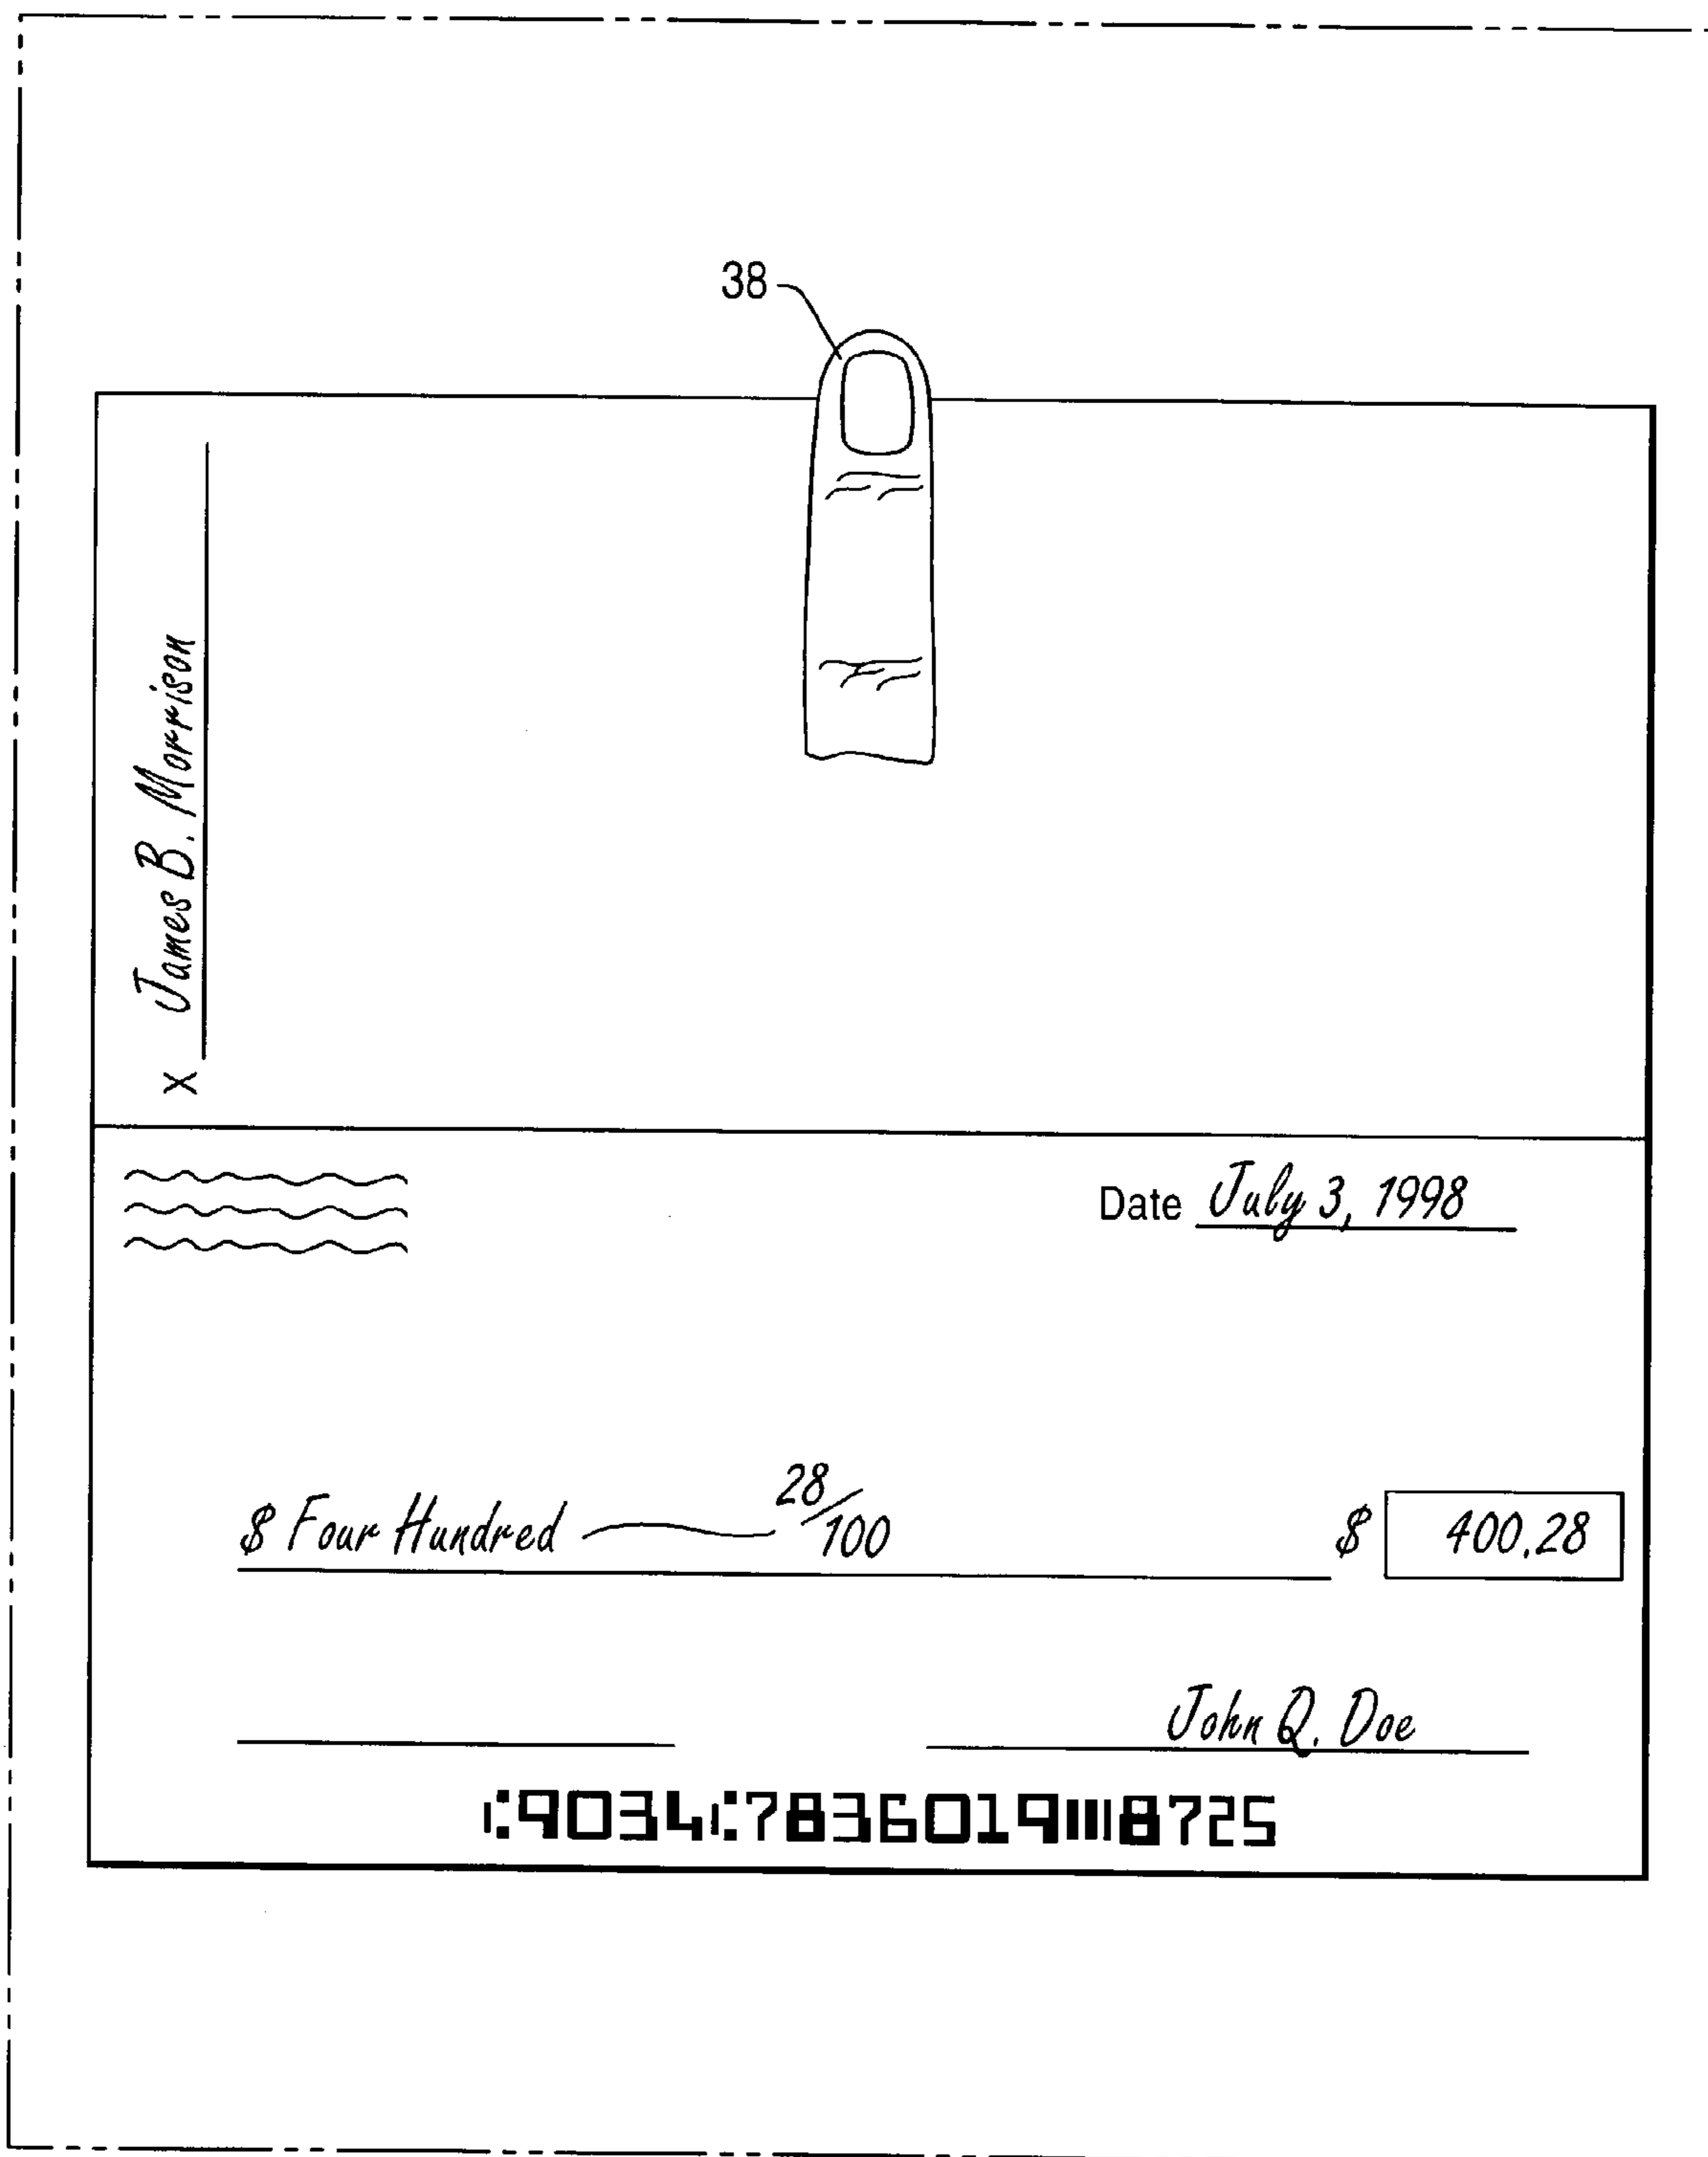 38
x James B. Morrison
Date July 3, 1998
$ Four Hundred 28/100 $ 400.28
John Q. Doe
⑆9034⑆7836019⑈8725